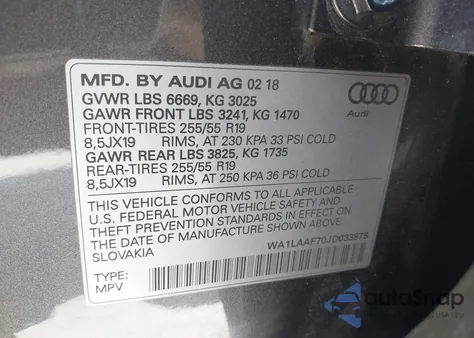 MFD. BY AUDI AG 02 18
GVWR LBS 6669, KG 3025
GAWR FRONT LBS 3241, KG 1470
FRONT-TIRES 255/55 R19
8,5JX19 RIMS, AT 230 KPA 33 PSI COLD
GAWR REAR LBS 3825, KG 1735
REAR-TIRES 255/55 R19
8,5JX19 RIMS, AT 250 KPA 36 PSI COLD
THIS VEHICLE CONFORMS TO ALL APPLICABLE
U.S. FEDERAL MOTOR VEHICLE SAFETY AND
THEFT PREVENTION STANDARDS IN EFFECT ON
THE DATE OF MANUFACTURE SHOWN ABOVE.
SLOVAKIA
WA1LAAF70JD033878
TYPE:
MPV
Audi
autoSnap